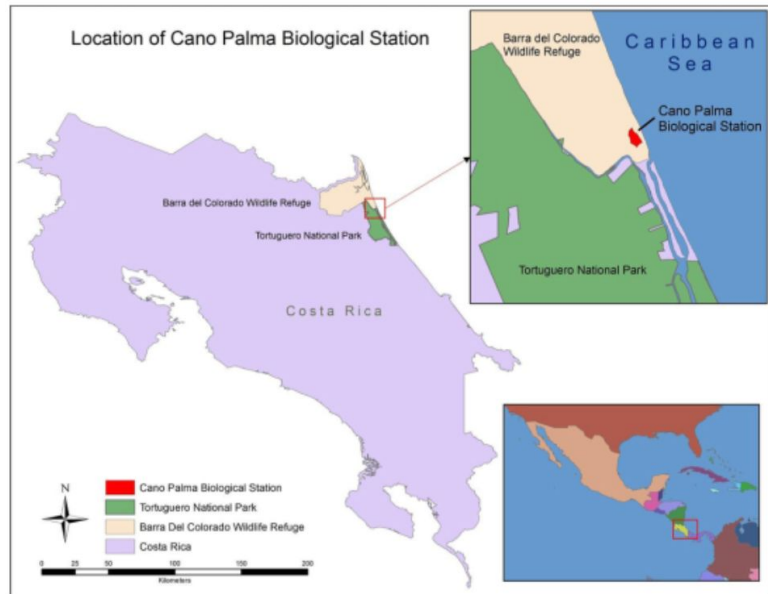 Location of Cano Palma Biological Station
Barra del Colorado
Wildlife Refuge
Caribbean
Sea
Cano Palma
Biological Station
Tortuguero National Park
Barra del Colorado Wildlife Refuge
Tortuguero National Park
Costa Rica
N
Cano Palma Biological Station
Tortuguero National Park
Barra Del Colorado Wildlife Refuge
Costa Rica
0 50 100 150 200
Kilometers